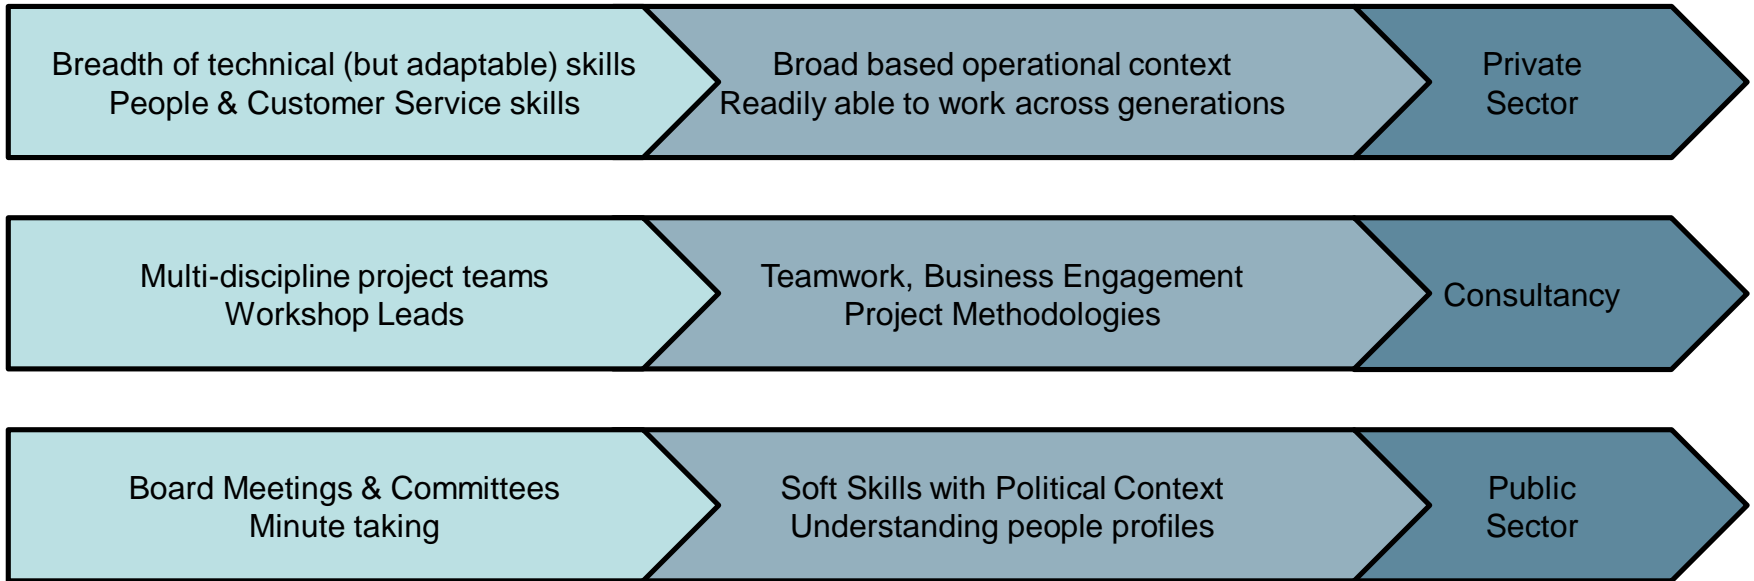 Breadth of technical (but adaptable) skills
People & Customer Service skills
Broad based operational context
Readily able to work across generations
Private
Sector
Multi-discipline project teams
Workshop Leads
Teamwork, Business Engagement
Project Methodologies
Consultancy
Board Meetings & Committees
Minute taking
Soft Skills with Political Context
Understanding people profiles
Public
Sector